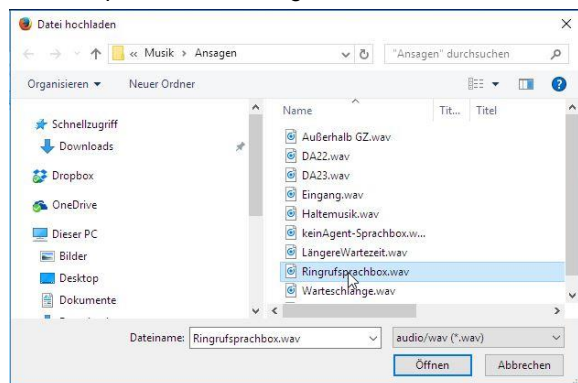 Datei hochladen
« Musik › Ansagen
"Ansagen" durchsuchen
Organisieren
Neuer Ordner
Schnellzugriff
Downloads
Dropbox
OneDrive
Dieser PC
Bilder
Desktop
Dokumente
Name
Tit...
Titel
Außerhalb GZ.wav
DA22.wav
DA23.wav
Eingang.wav
Haltemusik.wav
keinAgent-Sprachbox.w...
LängereWartezeit.wav
Ringrufsprachbox.wav
Warteschlange.wav
Dateiname: Ringrufsprachbox.wav
audio/wav (*.wav)
Öffnen
Abbrechen